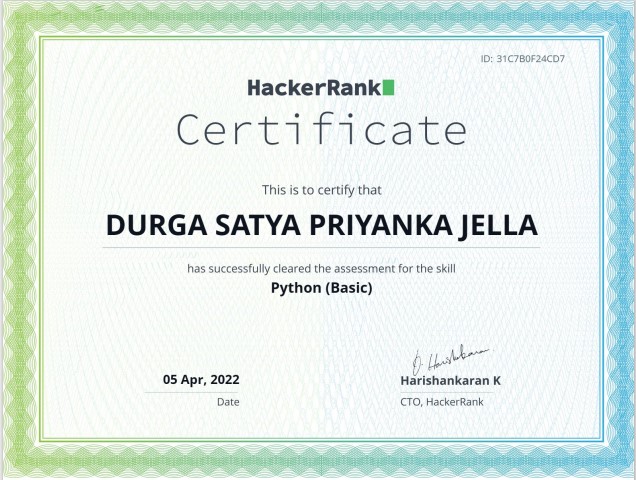 ID: 31C7B0F24CD7
HackerRank
Certificate
This is to certify that
DURGA SATYA PRIYANKA JELLA
has successfully cleared the assessment for the skill
Python (Basic)
05 Apr, 2022
Date
Harishankaran K
CTO, HackerRank